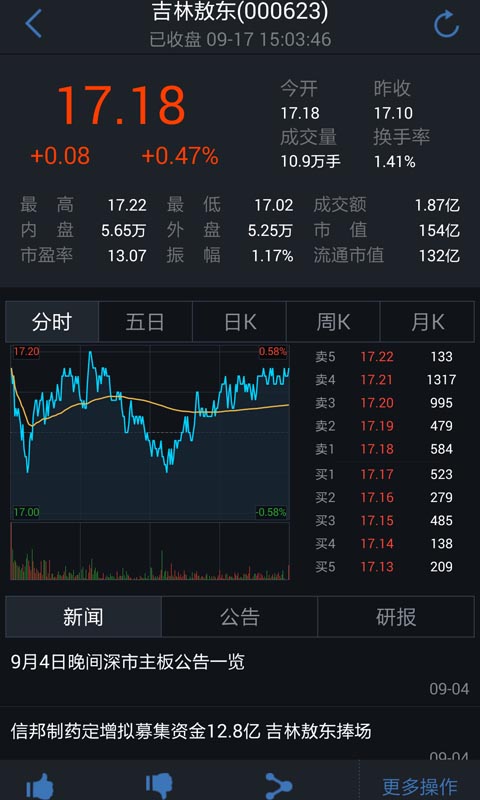 吉林敖东(000623)
已收盘 09-17 15:03:46
17.18
+0.08 +0.47%
今开 昨收
17.18 17.10
成交量 换手率
10.9万手 1.41%
最高 17.22 最低 17.02 成交额 1.87亿
内盘 5.65万 外盘 5.25万 市值 154亿
市盈率 13.07 振幅 1.17% 流通市值 132亿
分时 五日 日K 周K 月K
17.20 0.58%
17.00 -0.58%
卖5 17.22 133
卖4 17.21 1317
卖3 17.20 995
卖2 17.19 479
卖1 17.18 584
买1 17.17 523
买2 17.16 279
买3 17.15 485
买4 17.14 138
买5 17.13 209
新闻 公告 研报
9月4日晚间深市主板公告一览
09-04
信邦制药定增拟募集资金12.8亿 吉林敖东捧场
09-04
更多操作